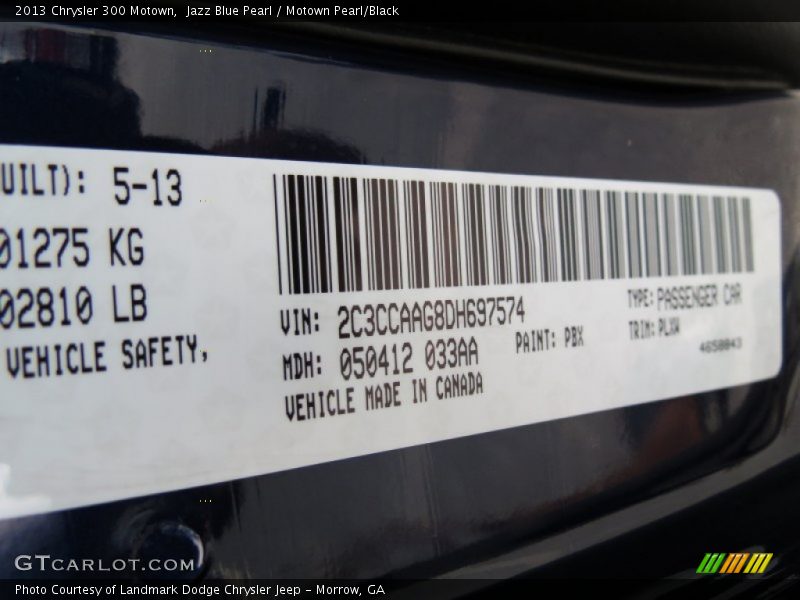 2013 Chrysler 300 Motown,  Jazz Blue Pearl / Motown Pearl/Black
UILT): 5-13
01275 KG
02810 LB
VEHICLE SAFETY,
VIN: 2C3CCAAG8DH697574
TYPE: PASSENGER CAR
MDH: 050412 033AA
PAINT: PBX
TRIM: PLXW
VEHICLE MADE IN CANADA
4658043
GTCARLOT.COM
Photo Courtesy of Landmark Dodge Chrysler Jeep - Morrow, GA